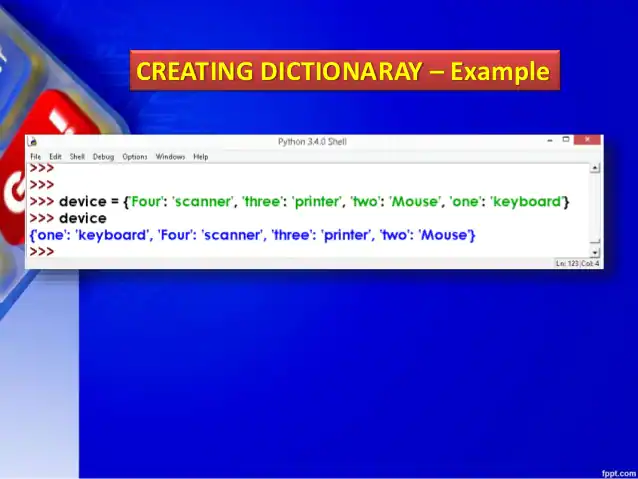 CREATING DICTIONARAY – Example
Python 3.4.0 Shell
File Edit Shell Debug Options Windows Help
>>>
>>>
>>> device = {'Four': 'scanner', 'three': 'printer', 'two': 'Mouse', 'one': 'keyboard'}
>>> device
{'one': 'keyboard', 'Four': 'scanner', 'three': 'printer', 'two': 'Mouse'}
>>>
Ln: 123 Col: 4
fppt.com